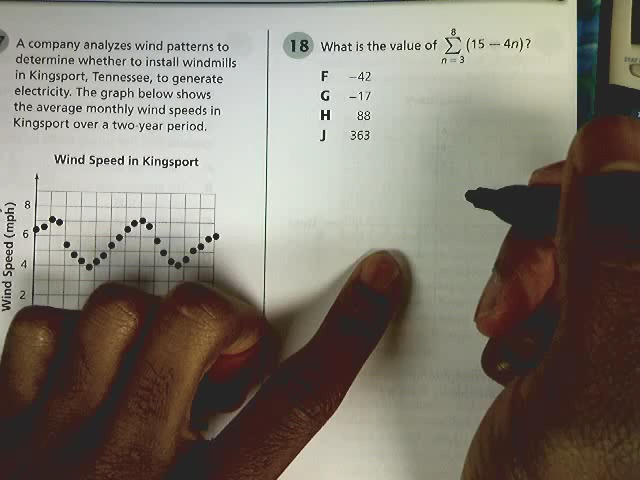 A company analyzes wind patterns to
determine whether to install windmills
in Kingsport, Tennessee, to generate
electricity. The graph below shows
the average monthly wind speeds in
Kingsport over a two-year period.
Wind Speed in Kingsport
Wind Speed (mph)
8
6
4
2
18 What is the value of ∑ (15 − 4n)?
8
n = 3
F −42
G −17
H 88
J 363